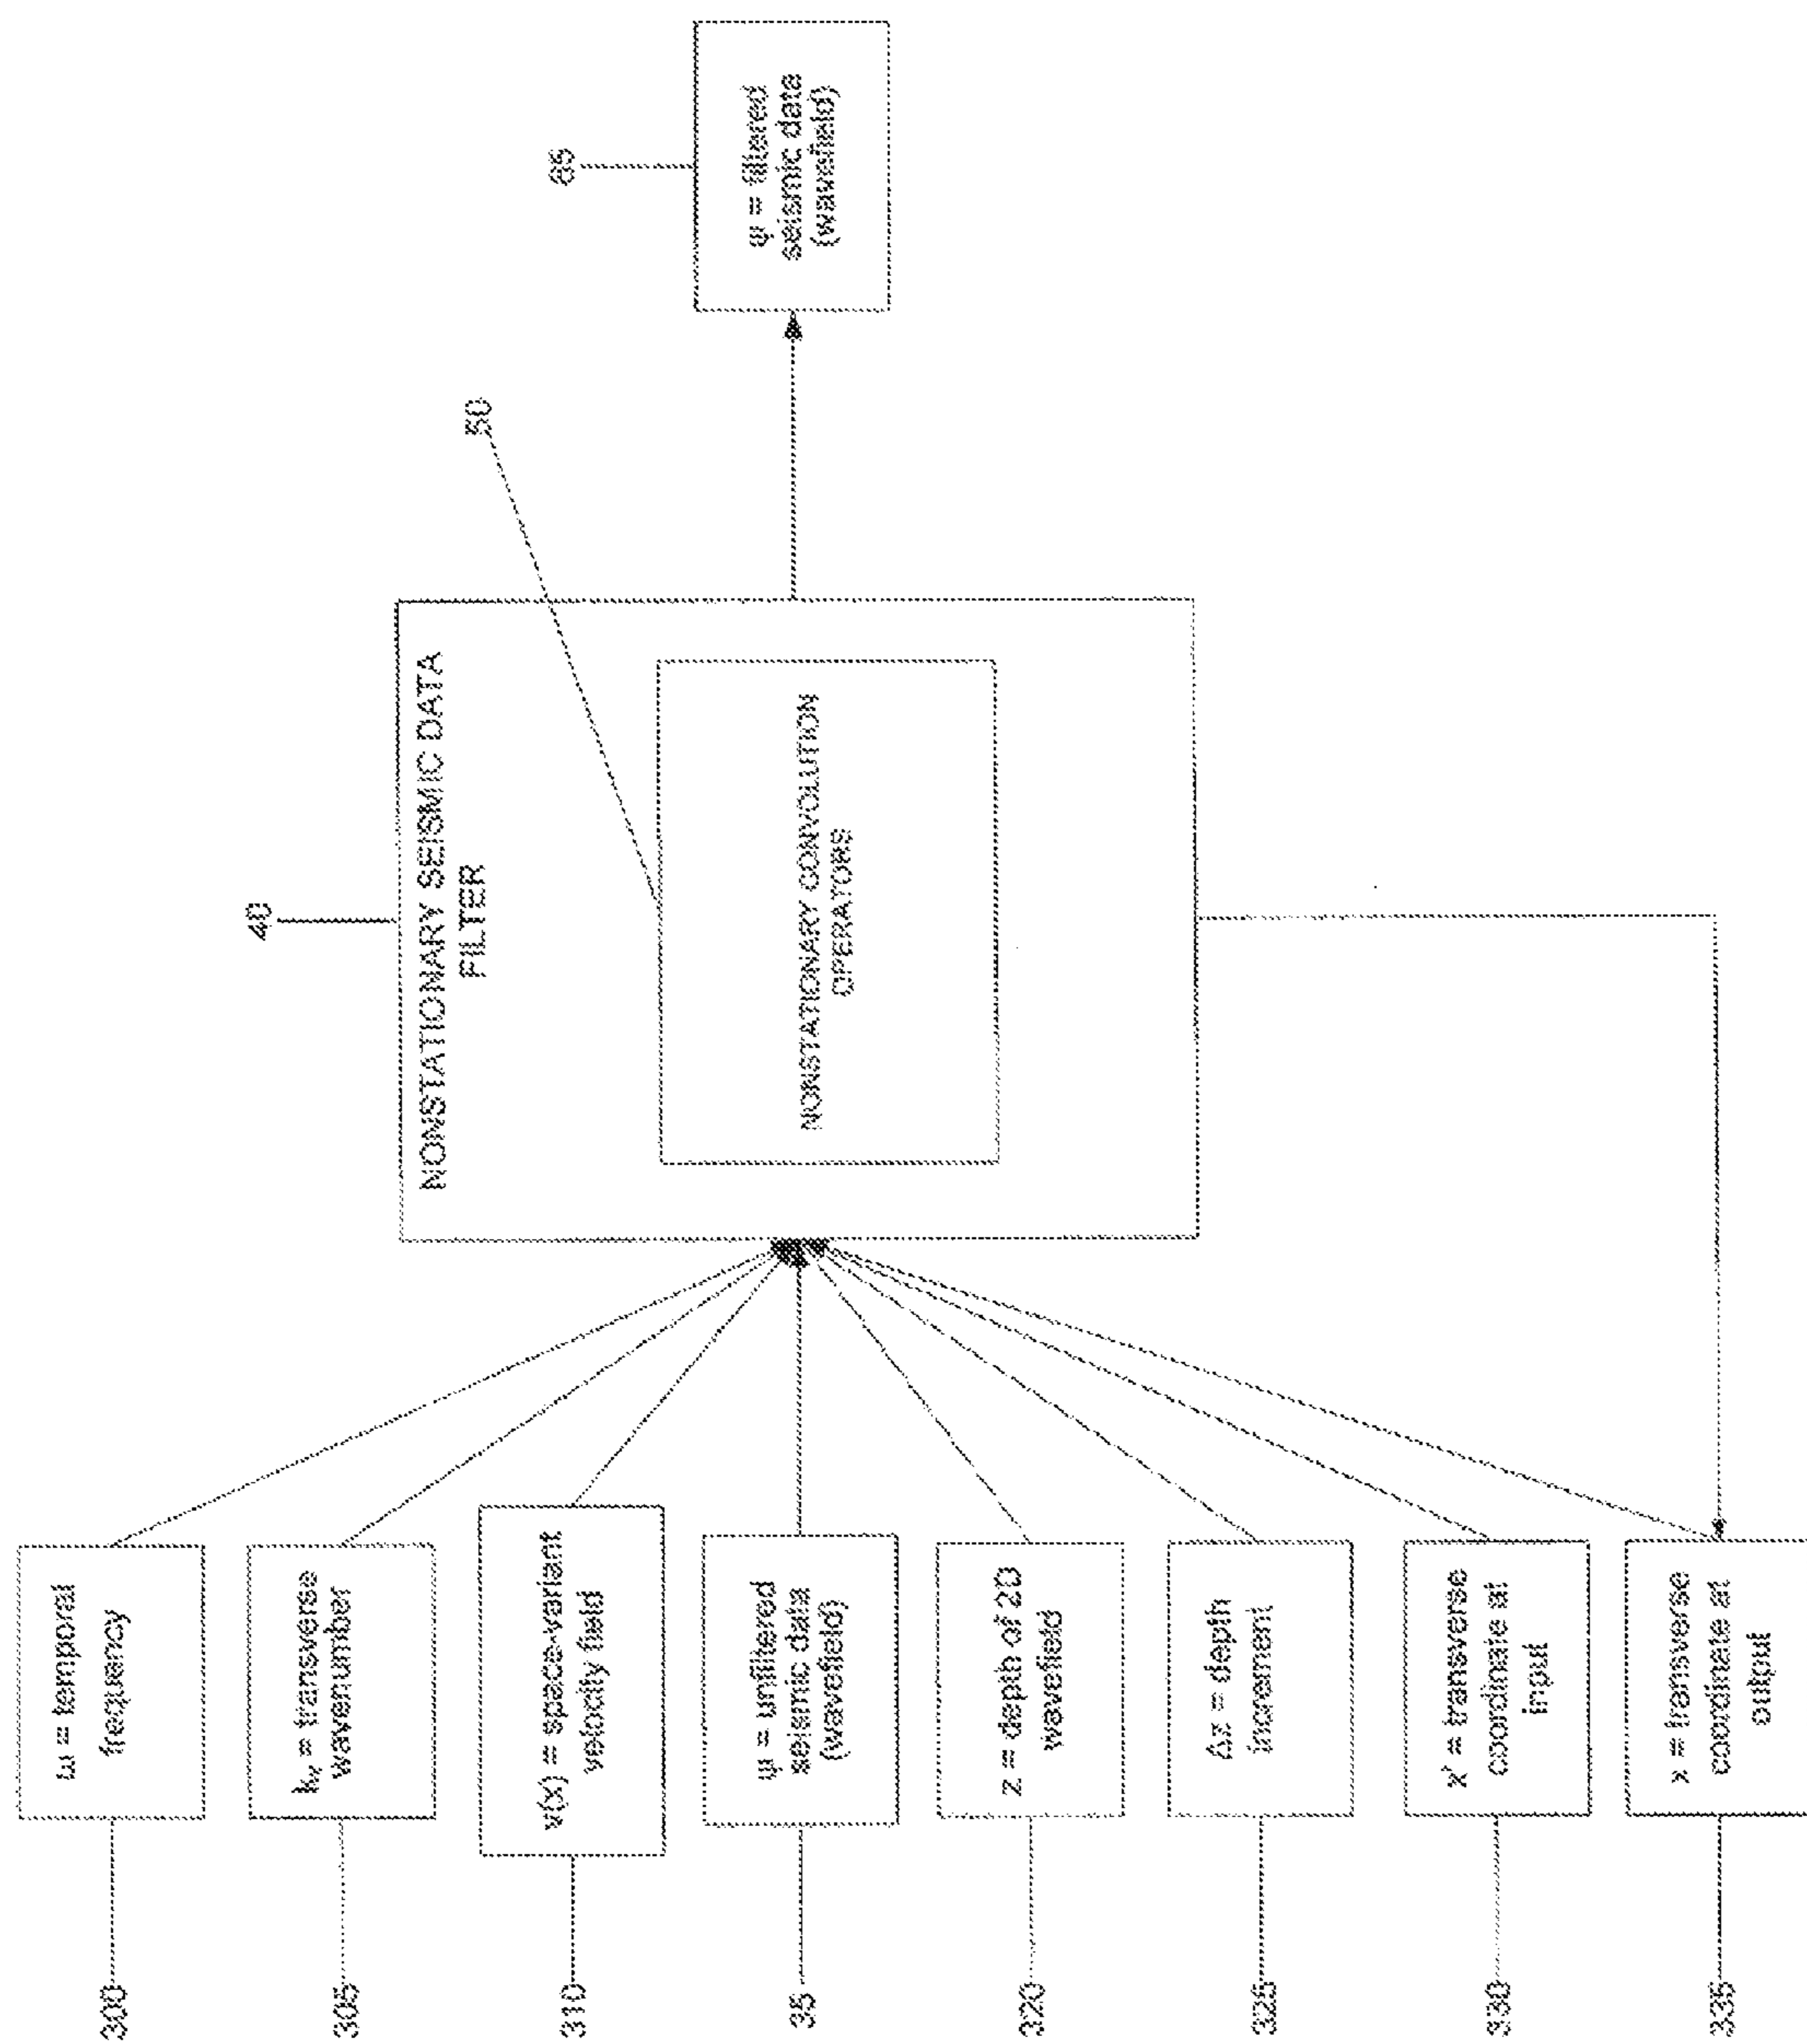 300
ω = temporal
frequency
305
kₓ = transverse
wavenumber
310
v(x) = space-variant
velocity field
35
ψ = unfiltered
seismic data
(wavefield)
320
z = depth of 2D
wavefield
325
Δz = depth
increment
330
x' = transverse
coordinate at
input
335
x = transverse
coordinate at
output
40
NONSTATIONARY SEISMIC DATA
FILTER
50
NONSTATIONARY CONVOLUTION
OPERATORS
65
ψ = filtered
seismic data
(wavefield)